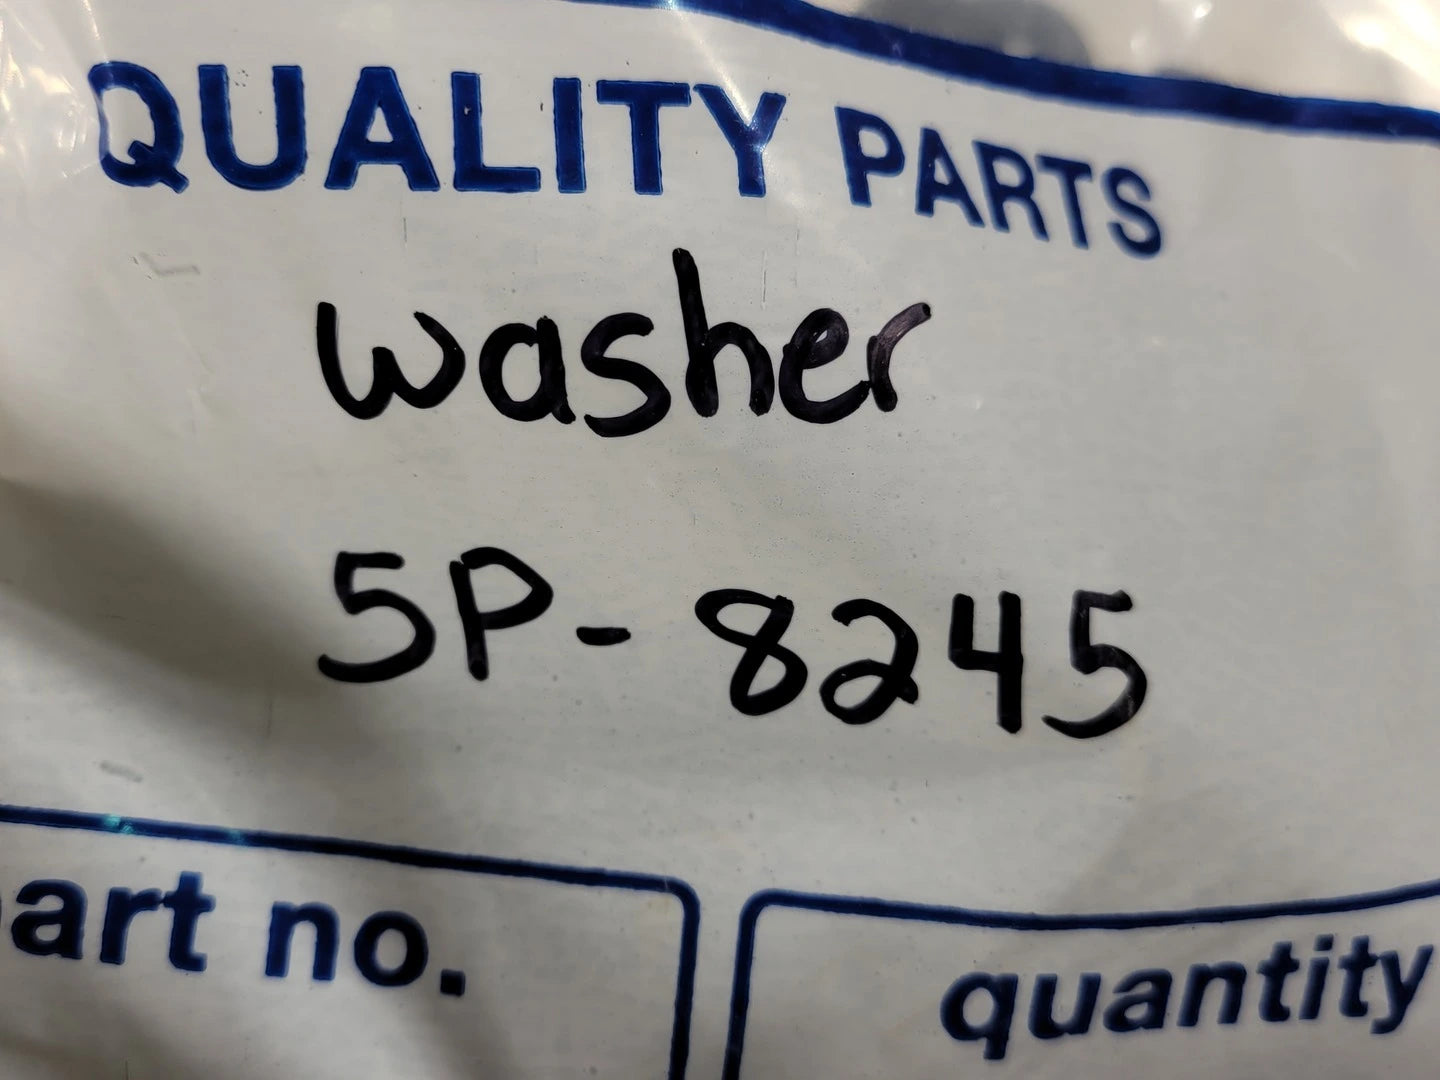 QUALITY PARTS
washer
5P-8245
art no.
quantity